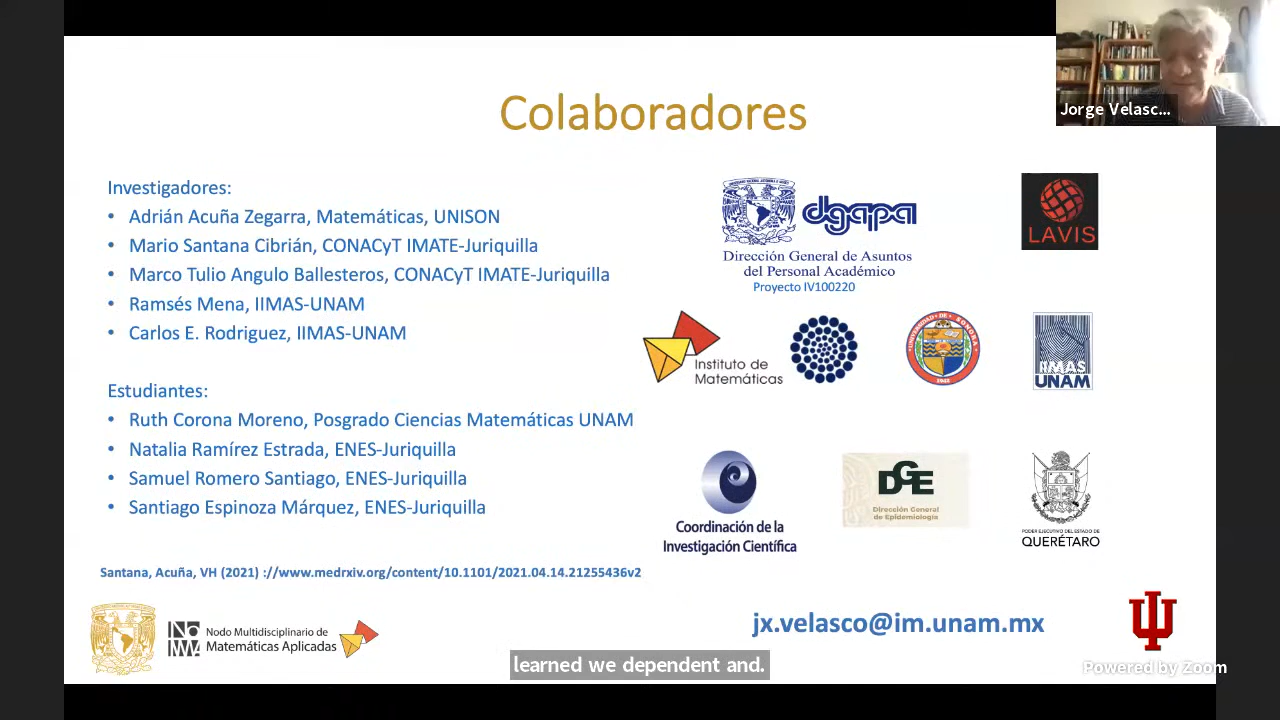 Jorge Velasc...
Colaboradores
Investigadores:
• Adrián Acuña Zegarra, Matemáticas, UNISON
• Mario Santana Cibrián, CONACyT IMATE-Juriquilla
• Marco Tulio Angulo Ballesteros, CONACyT IMATE-Juriquilla
• Ramsés Mena, IIMAS-UNAM
• Carlos E. Rodriguez, IIMAS-UNAM
Estudiantes:
• Ruth Corona Moreno, Posgrado Ciencias Matemáticas UNAM
• Natalia Ramírez Estrada, ENES-Juriquilla
• Samuel Romero Santiago, ENES-Juriquilla
• Santiago Espinoza Márquez, ENES-Juriquilla
dgapa
Dirección General de Asuntos
del Personal Académico
Proyecto IV100220
LAVIS
Instituto de
Matemáticas
UNIVERSIDAD DE SONORA
1942
IIMAS
UNAM
Coordinación de la
Investigación Científica
DGE
Dirección General
de Epidemiología
PODER EJECUTIVO DEL ESTADO DE
QUERÉTARO
Santana, Acuña, VH (2021) ://www.medrxiv.org/content/10.1101/2021.04.14.21255436v2
Nodo Multidisciplinario de
Matemáticas Aplicadas
jx.velasco@im.unam.mx
learned we dependent and.
Powered by Zoom